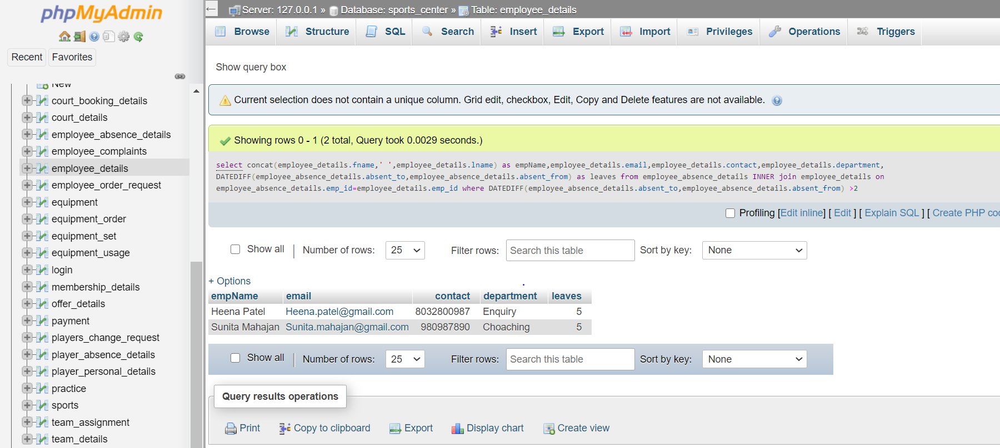 phpMyAdmin
Recent Favorites
New
court_booking_details
court_details
employee_absence_details
employee_complaints
employee_details
employee_order_request
equipment
equipment_order
equipment_set
equipment_usage
login
membership_details
offer_details
payment
players_change_request
player_absence_details
player_personal_details
practice
sports
team_assignment
team_details
Server: 127.0.0.1 » Database: sports_center » Table: employee_details
Browse Structure SQL Search Insert Export Import Privileges Operations Triggers
Show query box
Current selection does not contain a unique column. Grid edit, checkbox, Edit, Copy and Delete features are not available.
Showing rows 0 - 1 (2 total, Query took 0.0029 seconds.)
select concat(employee_details.fname,' ',employee_details.lname) as empName,employee_details.email,employee_details.contact,employee_details.department,
DATEDIFF(employee_absence_details.absent_to,employee_absence_details.absent_from) as leaves from employee_absence_details INNER join employee_details on
employee_absence_details.emp_id=employee_details.emp_id where DATEDIFF(employee_absence_details.absent_to,employee_absence_details.absent_from) >2
Profiling [Edit inline] [ Edit ] [ Explain SQL ] [ Create PHP co
Show all | Number of rows: 25 Filter rows: Search this table Sort by key: None
+ Options
empName email contact department leaves
Heena Patel Heena.patel@gmail.com 8032800987 Enquiry 5
Sunita Mahajan Sunita.mahajan@gmail.com 980987890 Choaching 5
Show all | Number of rows: 25 Filter rows: Search this table Sort by key: None
Query results operations
Print Copy to clipboard Export Display chart Create view